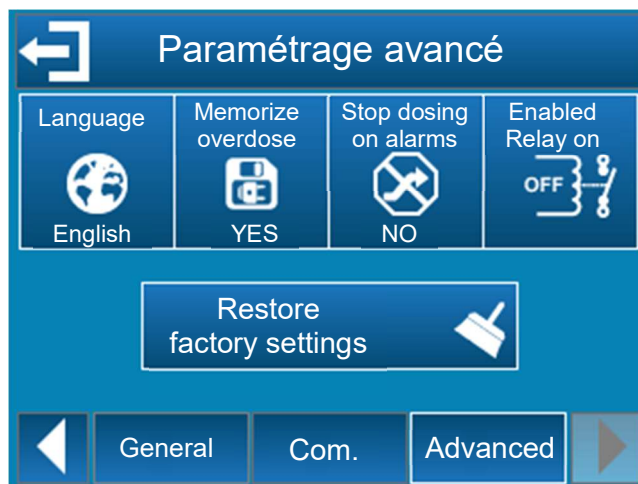 Paramétrage avancé
Language
English
Memorize
overdose
YES
Stop dosing
on alarms
NO
Enabled
Relay on
OFF
Restore
factory settings
General
Com.
Advanced